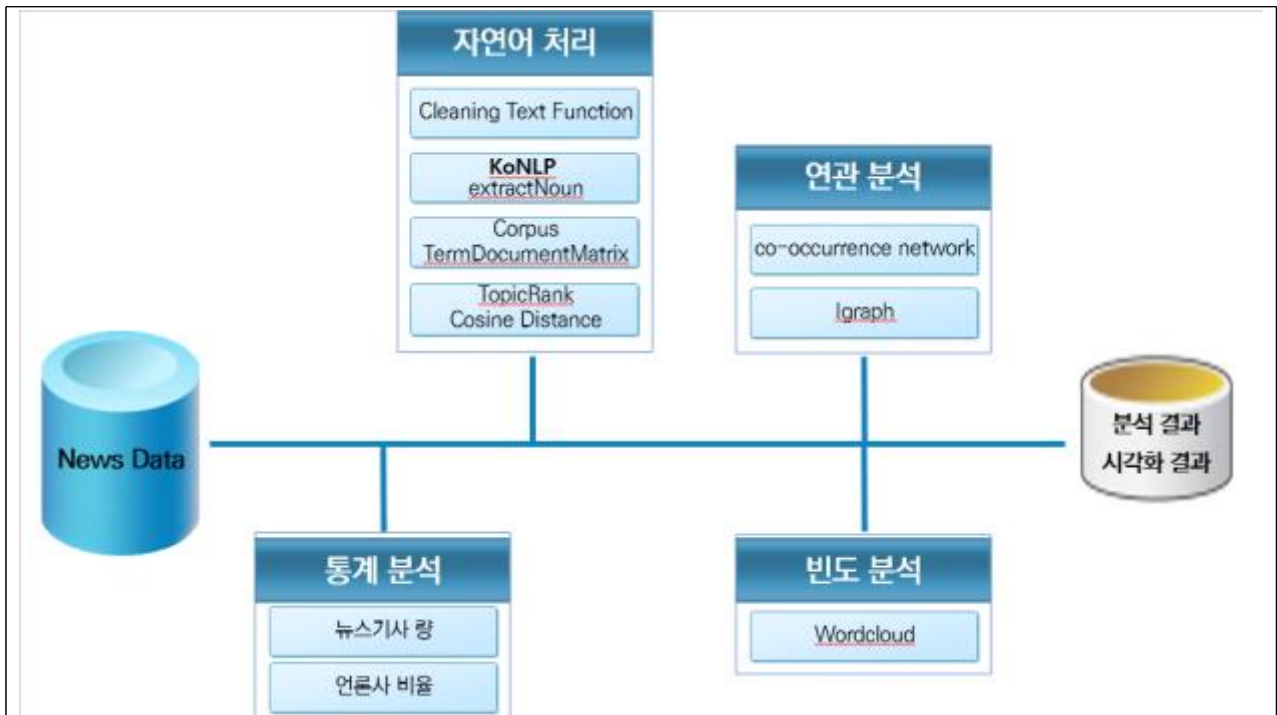 자연어 처리
Cleaning Text Function
KoNLP
extractNoun
Corpus
TermDocumentMatrix
TopicRank
Cosine Distance
연관 분석
co-occurrence network
Igraph
News Data
분석 결과
시각화 결과
통계 분석
뉴스기사 량
언론사 비율
빈도 분석
Wordcloud